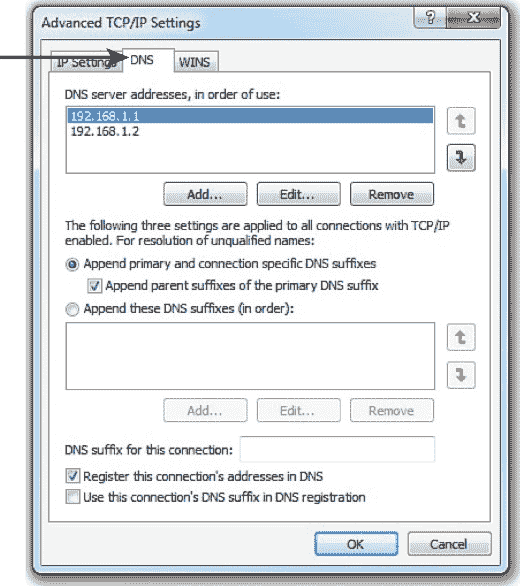 Advanced TCP/IP Settings
IP Settings DNS WINS
DNS server addresses, in order of use:
192.168.1.1
192.168.1.2
Add... Edit... Remove
The following three settings are applied to all connections with TCP/IP
enabled. For resolution of unqualified names:
Append primary and connection specific DNS suffixes
Append parent suffixes of the primary DNS suffix
Append these DNS suffixes (in order):
Add... Edit... Remove
DNS suffix for this connection:
Register this connection's addresses in DNS
Use this connection's DNS suffix in DNS registration
OK Cancel